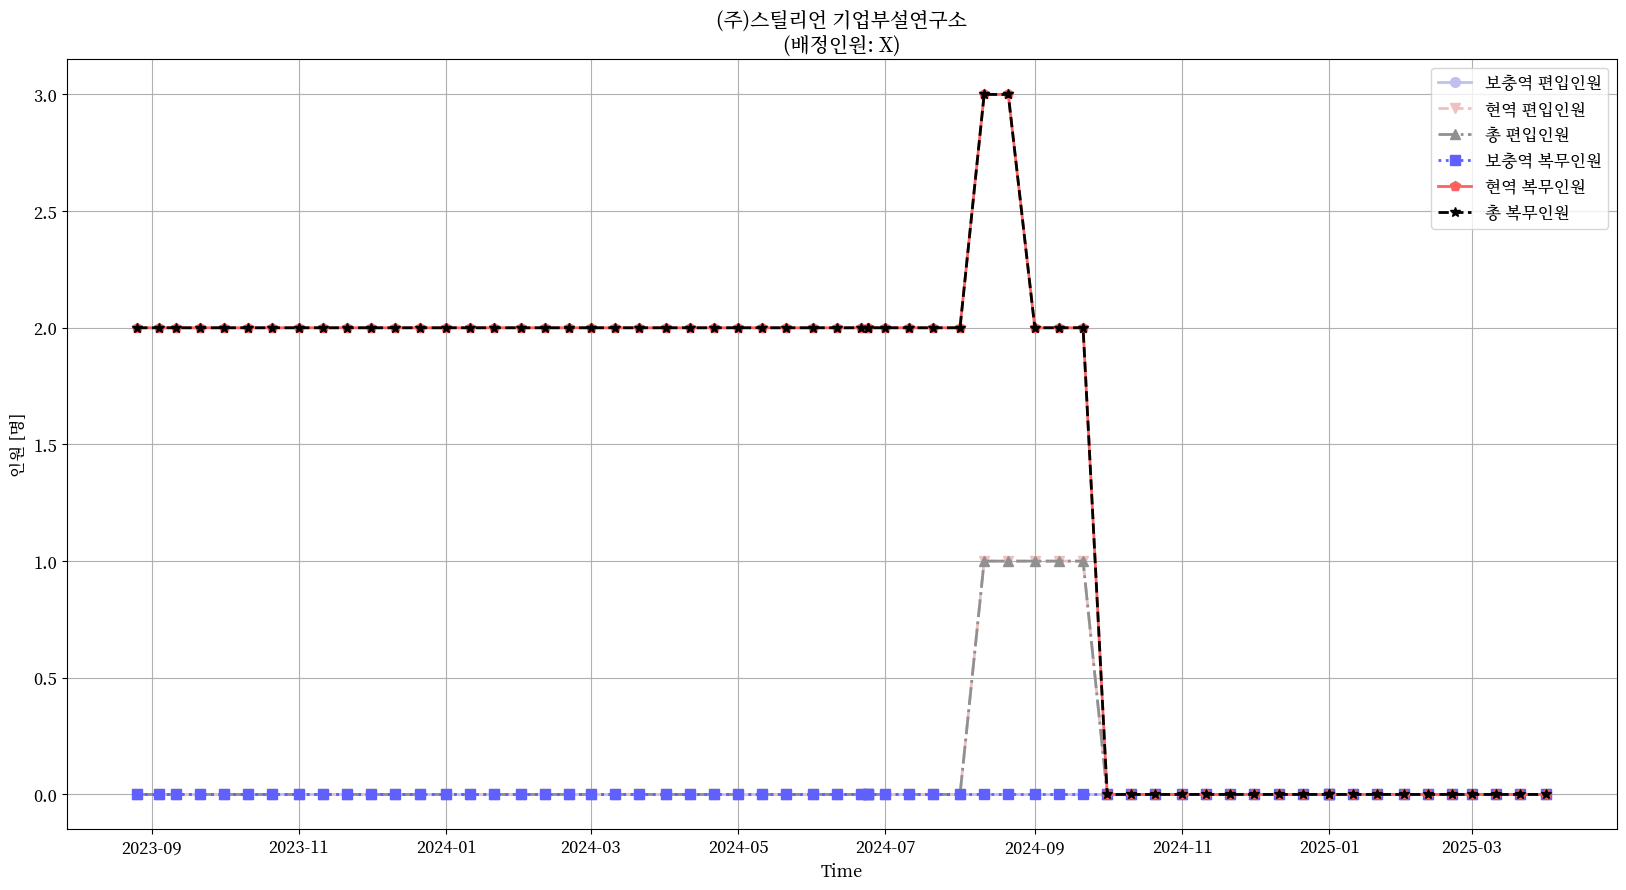 (주)스틸리언 기업부설연구소
(배정인원: X)
보충역 편입인원
현역 편입인원
총 편입인원
보충역 복무인원
현역 복무인원
총 복무인원
인원 [명]
3.0
2.5
2.0
1.5
1.0
0.5
0.0
2023-09 2023-11 2024-01 2024-03 2024-05 2024-07 2024-09 2024-11 2025-01 2025-03
Time